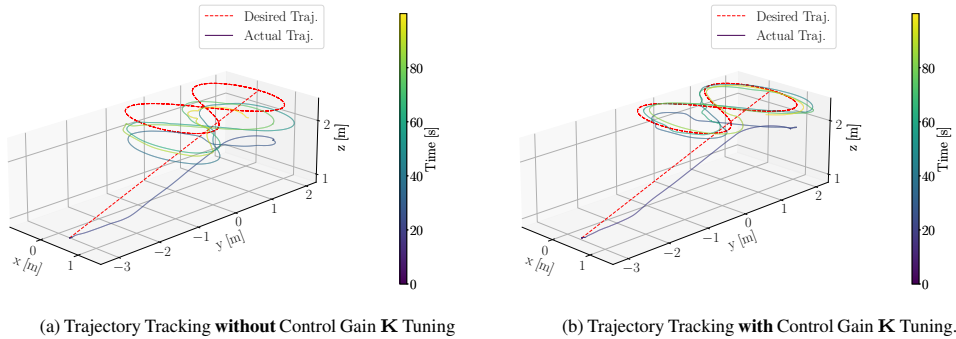 Desired Traj.
Actual Traj.
80
60
40
20
0
Time [s]
2
1
z [m]
2
1
0
−1
−2
−3
y [m]
0
1
x [m]
Desired Traj.
Actual Traj.
80
60
40
20
0
Time [s]
2
1
z [m]
2
1
0
−1
−2
−3
y [m]
0
1
x [m]
(a) Trajectory Tracking without Control Gain K Tuning
(b) Trajectory Tracking with Control Gain K Tuning.